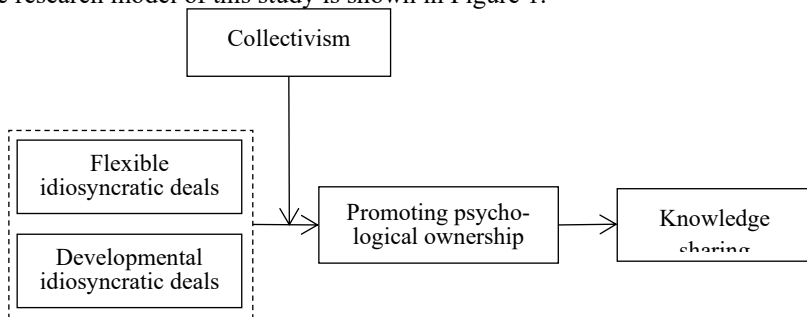 e research model of this study is shown in Figure 1.
Collectivism
Flexible
idiosyncratic deals
Promoting psycho-
logical ownership
Knowledge
sharing
Developmental
idiosyncratic deals